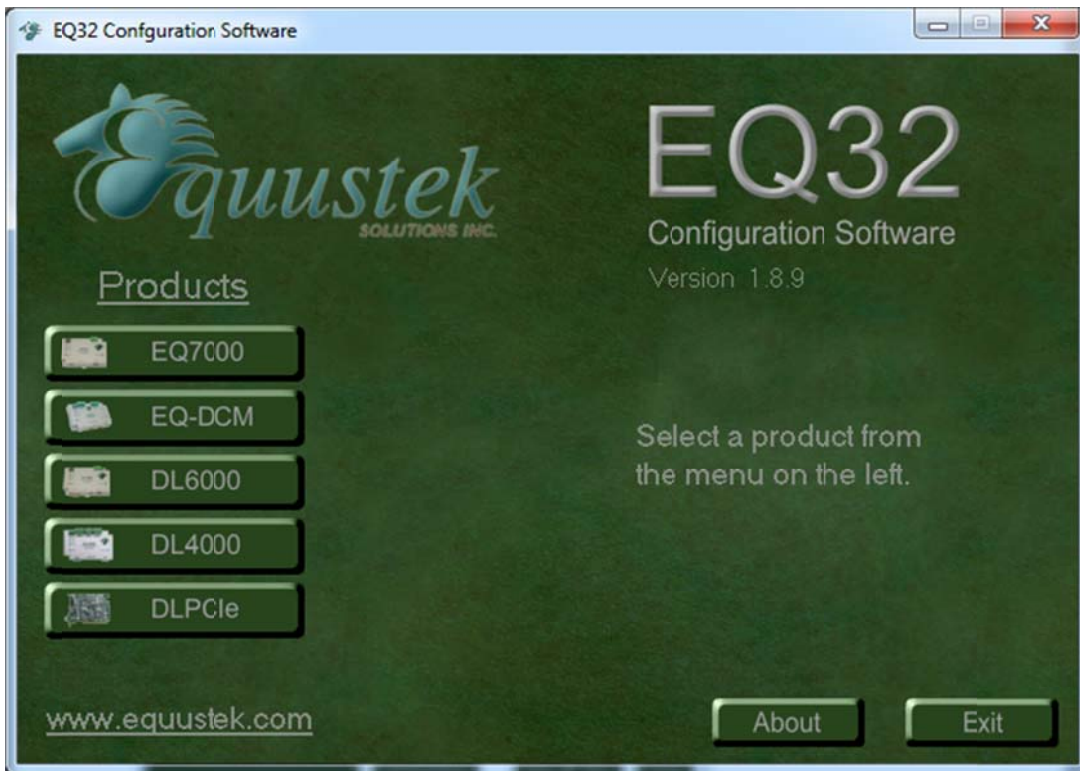 EQ32 Confguration Software
Equustek
SOLUTIONS INC.
EQ32
Configuration Software
Version 1.8.9
Products
EQ7000
EQ-DCM
DL6000
DL4000
DLPCIe
Select a product from
the menu on the left.
www.equustek.com
About
Exit